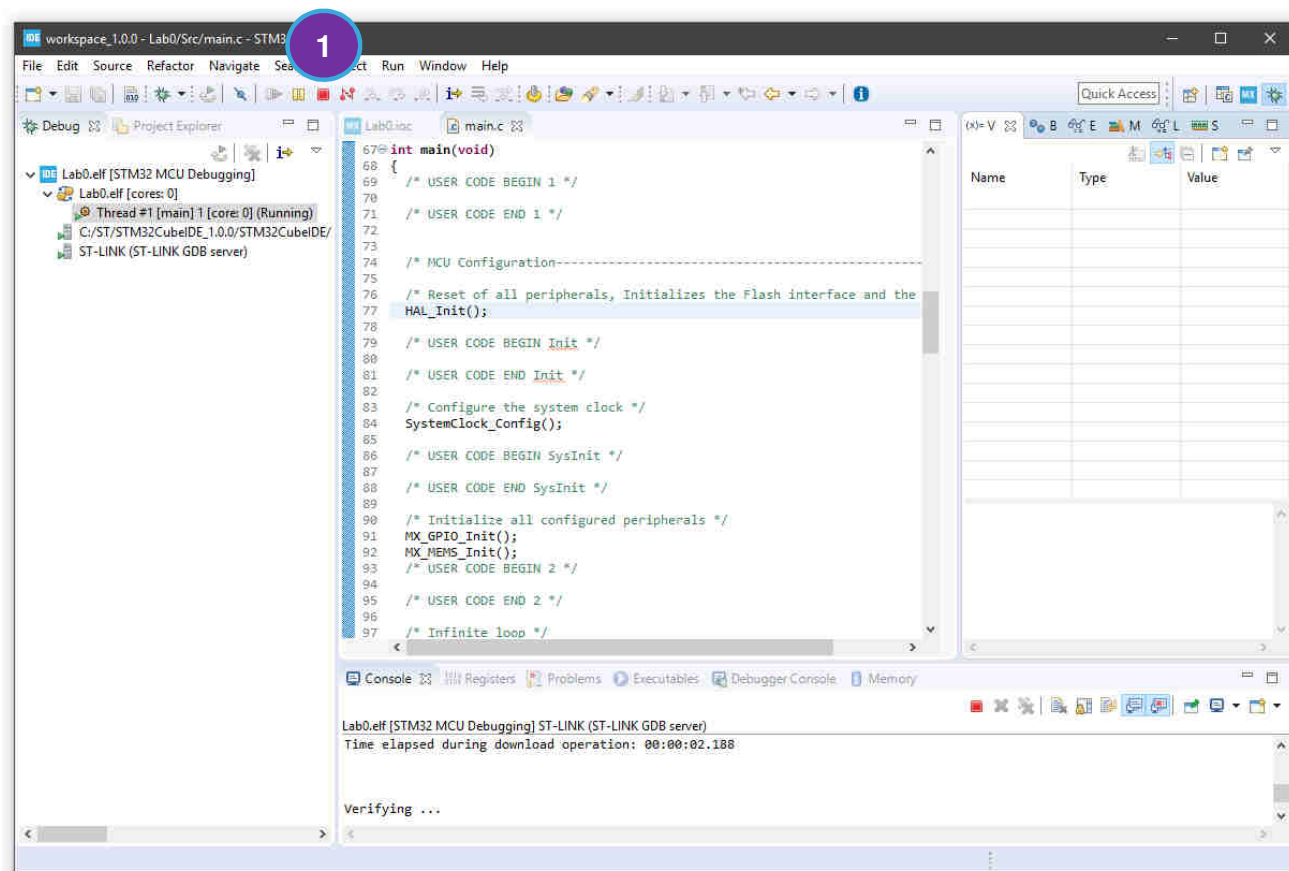 workspace_1.0.0 - Lab0/Src/main.c - STM3
1
File Edit Source Refactor Navigate Sea ect Run Window Help
Quick Access
Debug Project Explorer
Lab0.elf [STM32 MCU Debugging]
Lab0.elf [cores: 0]
Thread #1 [main] 1 [core: 0] (Running)
C:/ST/STM32CubeIDE_1.0.0/STM32CubeIDE/
ST-LINK (ST-LINK GDB server)
Lab0.ioc main.c
67 int main(void)
68 {
69 /* USER CODE BEGIN 1 */
70
71 /* USER CODE END 1 */
72
73
74 /* MCU Configuration--------------------------------------------------
75
76 /* Reset of all peripherals, Initializes the Flash interface and the
77 HAL_Init();
78
79 /* USER CODE BEGIN Init */
80
81 /* USER CODE END Init */
82
83 /* Configure the system clock */
84 SystemClock_Config();
85
86 /* USER CODE BEGIN SysInit */
87
88 /* USER CODE END SysInit */
89
90 /* Initialize all configured peripherals */
91 MX_GPIO_Init();
92 MX_MEMS_Init();
93 /* USER CODE BEGIN 2 */
94
95 /* USER CODE END 2 */
96
97 /* Infinite loop */
(x)= V B E M L S
Name Type Value
Console Registers Problems Executables Debugger Console Memory
Lab0.elf [STM32 MCU Debugging] ST-LINK (ST-LINK GDB server)
Time elapsed during download operation: 00:00:02.188
Verifying ...